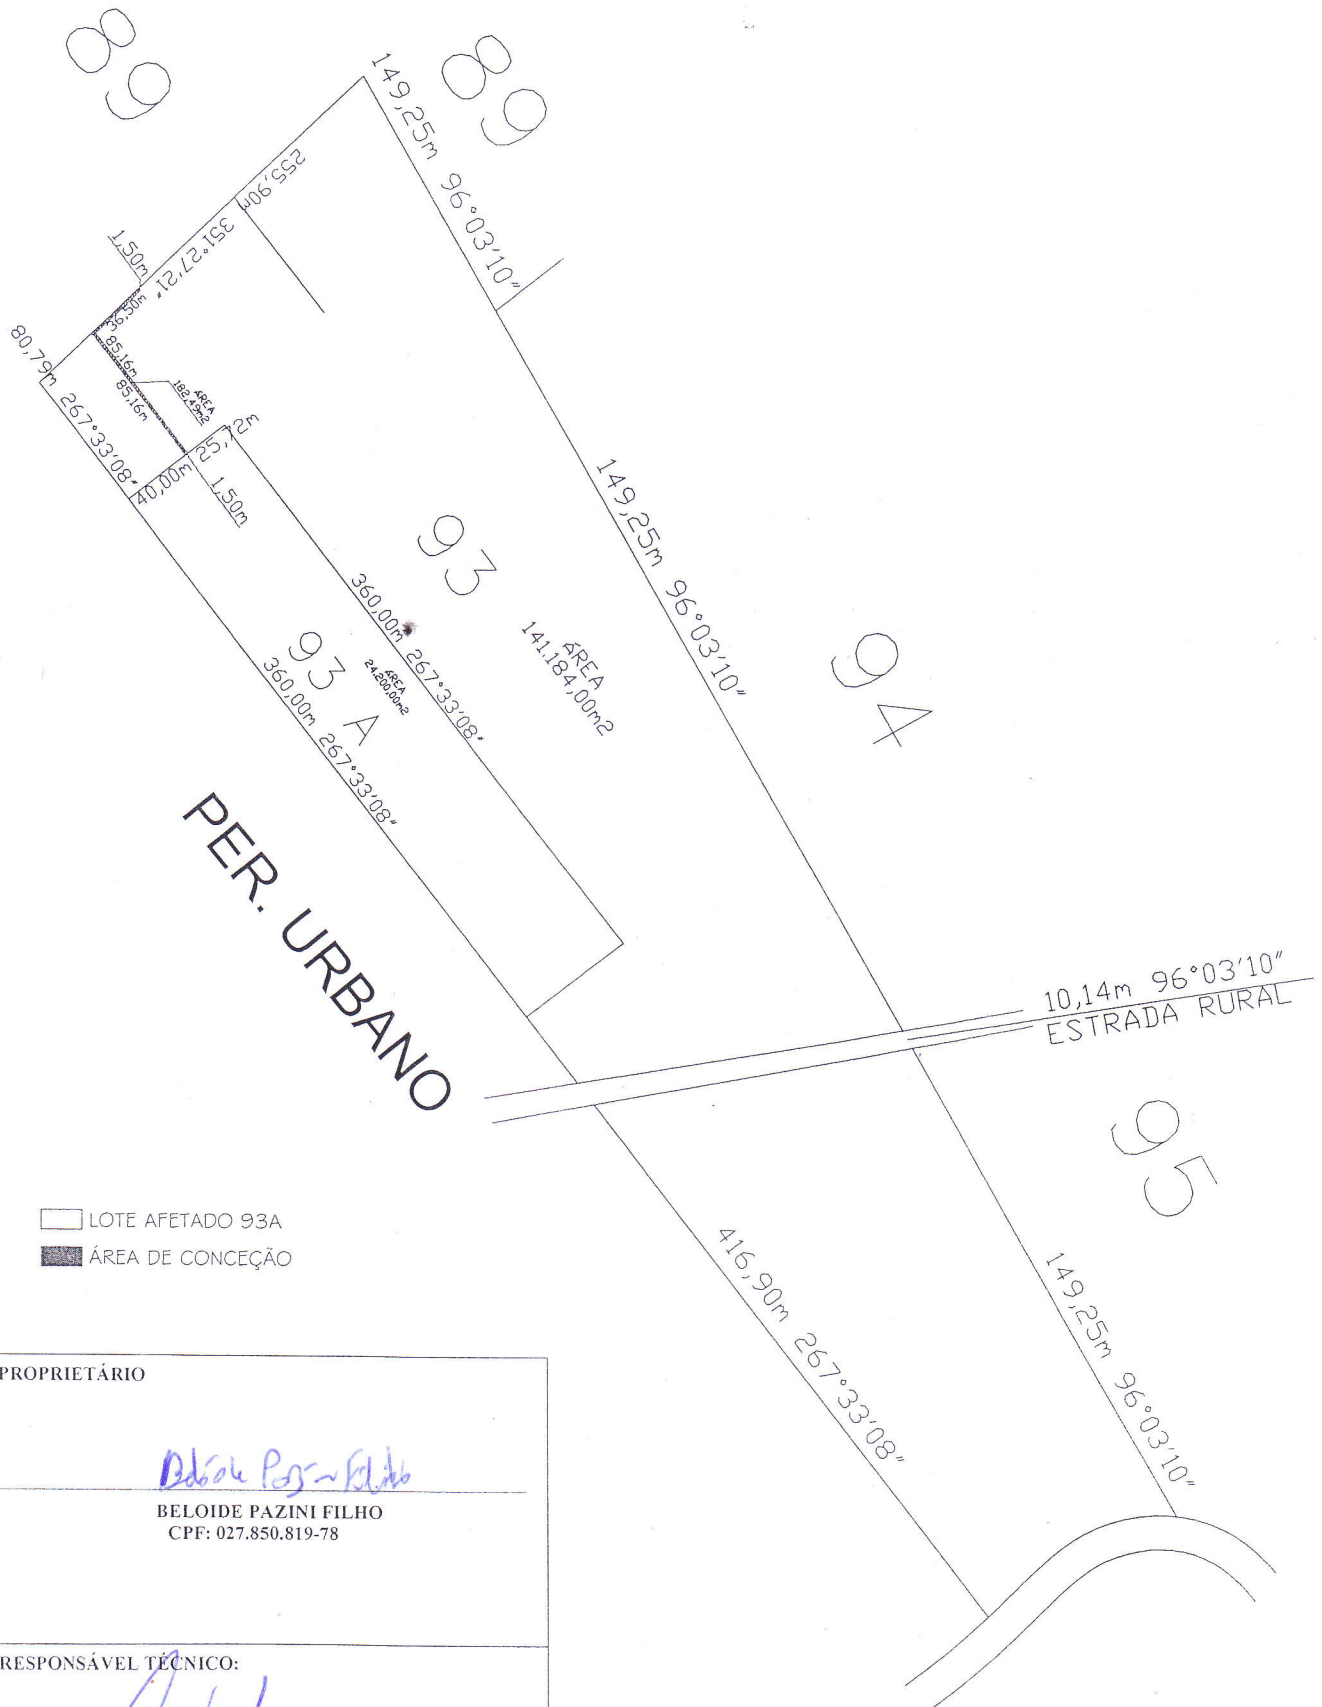 89
89
149,25m 96°03'10"
255,90m
351°27'21"
1,50m
36,50m
85,16m
85,16m
ÁREA
182,49m2
80,79m 267°33'08"
40,00m
25,23
1,50m
93
ÁREA
141.184,00m2
149,25m 96°03'10"
360,00m 267°33'08"
93 A
ÁREA
24.200,00m2
360,00m 267°33'08"
94
PER. URBANO
10,14m 96°03'10"
ESTRADA RURAL
95
416,90m 267°33'08"
149,25m 96°03'10"
LOTE AFETADO 93A
ÁREA DE CONCEÇÃO
PROPRIETÁRIO
BELOIDE PAZINI FILHO
CPF: 027.850.819-78
RESPONSÁVEL TÉCNICO: